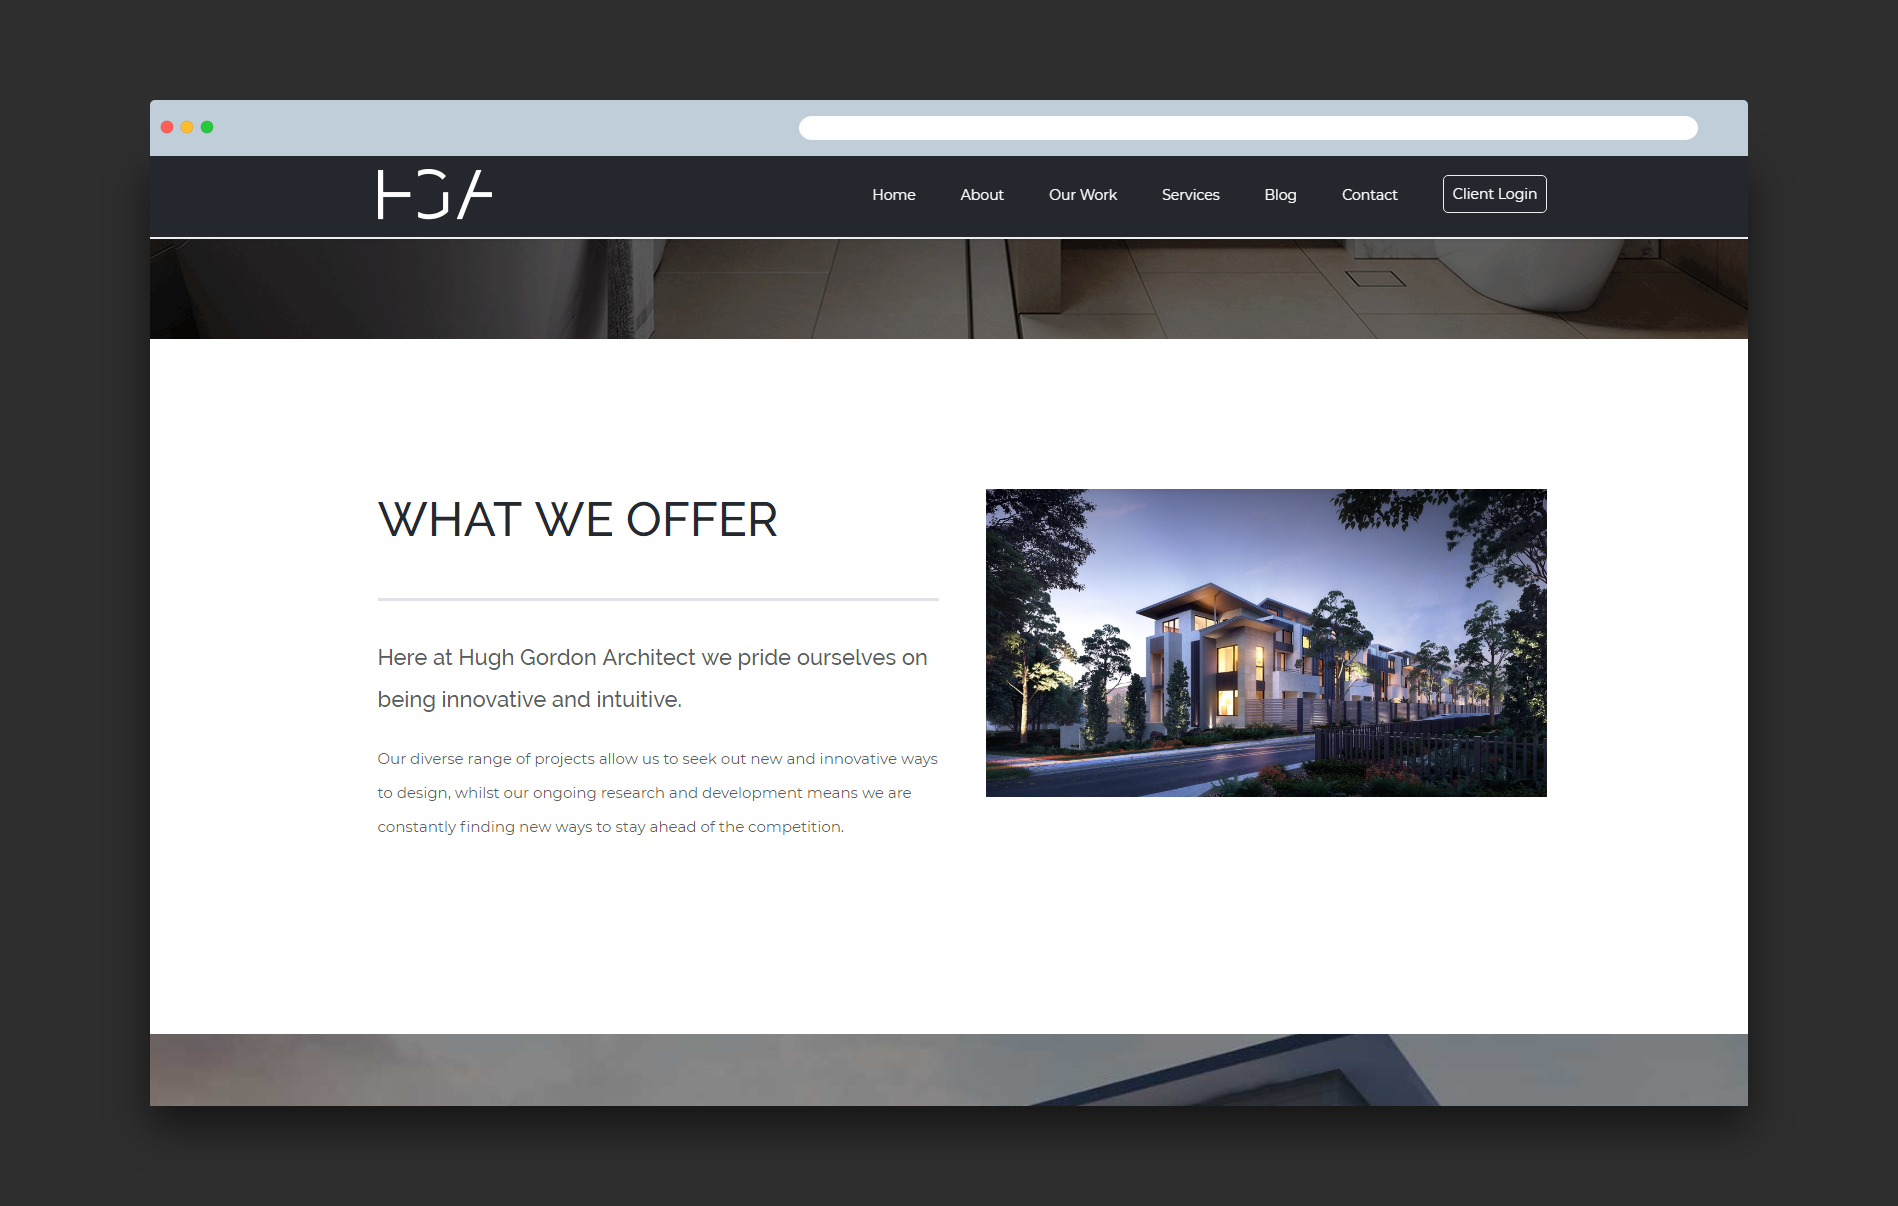 HGA
Home About Our Work Services Blog Contact Client Login
WHAT WE OFFER
Here at Hugh Gordon Architect we pride ourselves on
being innovative and intuitive.
Our diverse range of projects allow us to seek out new and innovative ways
to design, whilst our ongoing research and development means we are
constantly finding new ways to stay ahead of the competition.